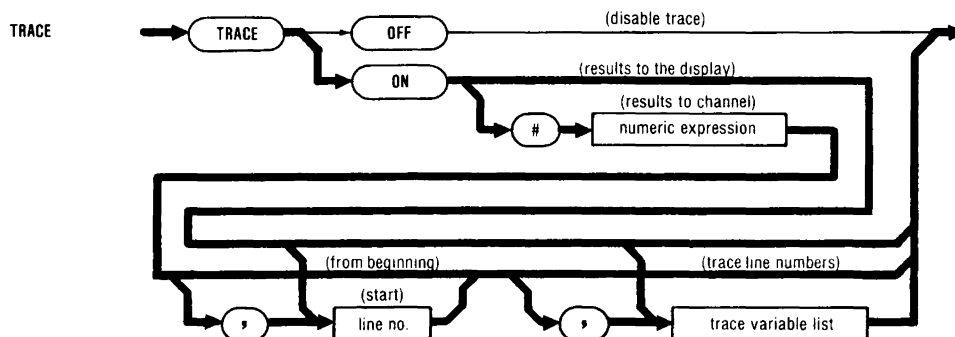 TRACE
TRACE
OFF
(disable trace)
ON
(results to the display)
(results to channel)
#
numeric expression
(from beginning)
(trace line numbers)
(start)
,
line no.
,
trace variable list